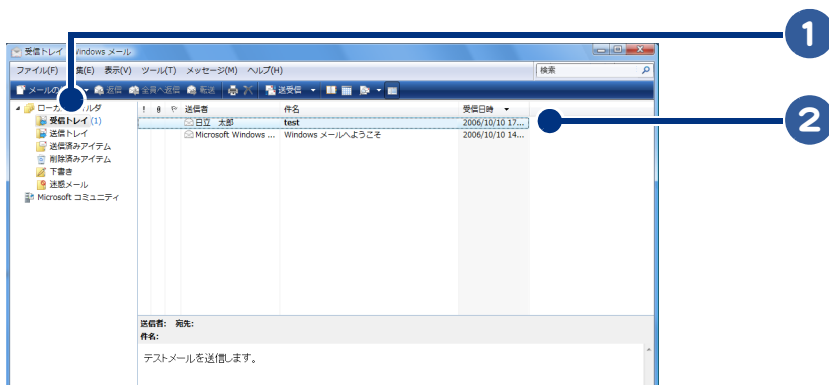 1
受信トレイ Windows メール
ファイル(F) 集(E) 表示(V) ツール(T) メッセージ(M) ヘルプ(H) 検索
メールの 返信 全員へ返信 転送 送受信
2
ローカ ルダ ! 送信者 件名 受信日時
受信トレイ (1) 日立 太郎 test 2006/10/10 17...
送信トレイ Microsoft Windows ... Windows メールへようこそ 2006/10/10 14...
送信済みアイテム
削除済みアイテム
下書き
迷惑メール
Microsoft コミュニティ
送信者: 宛先:
件名:
テストメールを送信します。